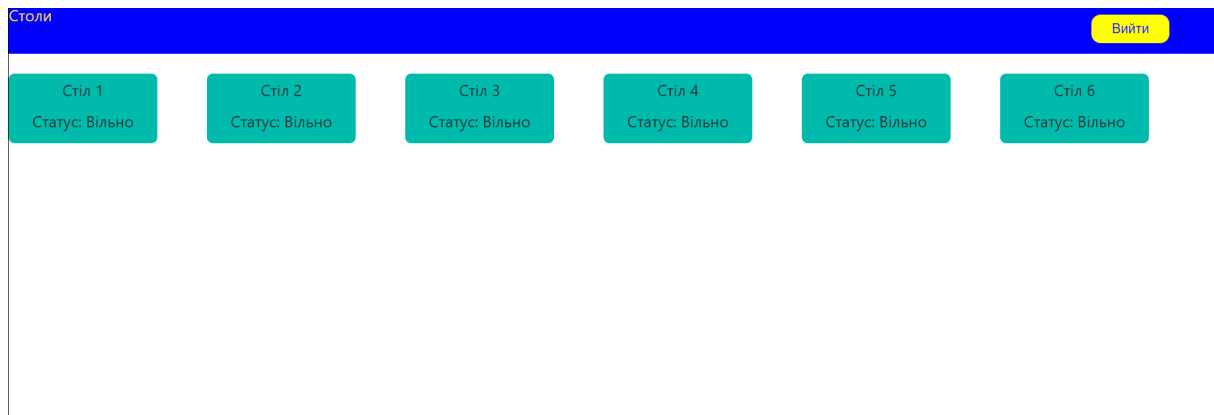 Столи
Вийти
Стіл 1
Статус: Вільно
Стіл 2
Статус: Вільно
Стіл 3
Статус: Вільно
Стіл 4
Статус: Вільно
Стіл 5
Статус: Вільно
Стіл 6
Статус: Вільно